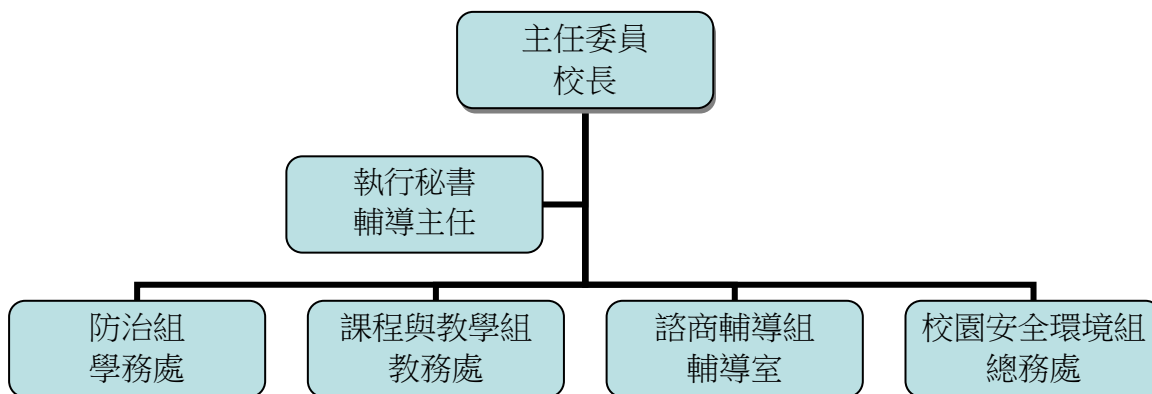 主任委員
校長
執行秘書
輔導主任
防治組
學務處
課程與教學組
教務處
諮商輔導組
輔導室
校園安全環境組
總務處